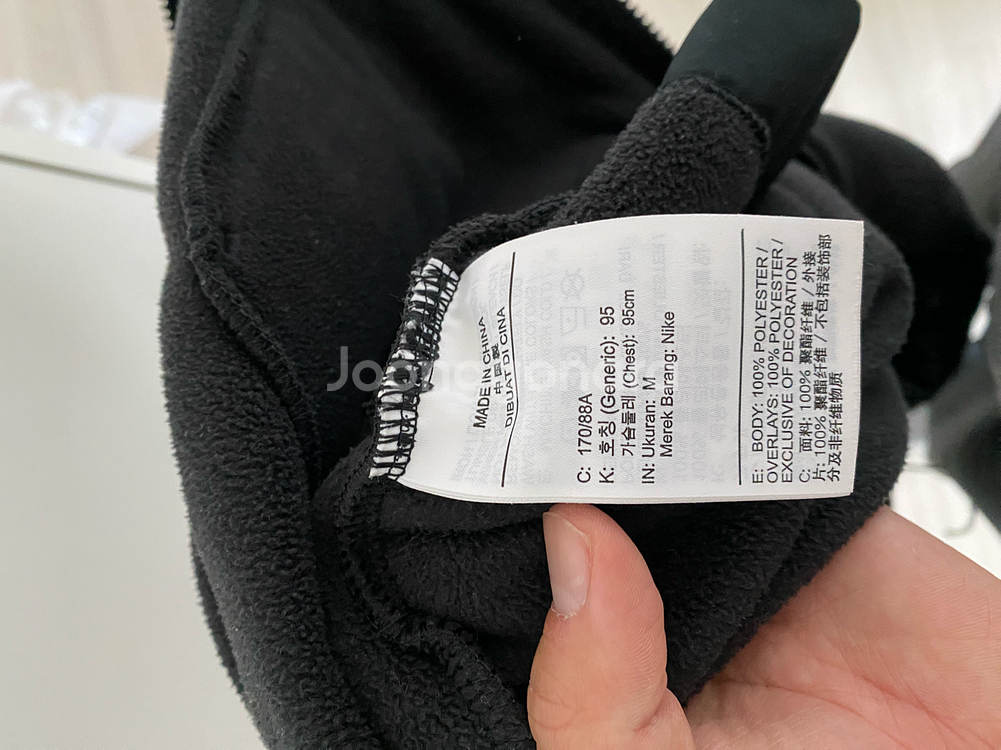 MADE IN CHINA
中国製
DIBUAT DI CINA
C: 170/88A
K: 호칭 (Generic): 95
가슴둘레 (Chest): 95cm
IN: Ukuran: M
Merek Barang: Nike
E: BODY: 100% POLYESTER/
OVERLAYS: 100% POLYESTER/
EXCLUSIVE OF DECORATION
C: 面料: 100% 聚酯纤维 / 外接
片: 100% 聚酯纤维 / 不包括装饰部
分及非纤维物质